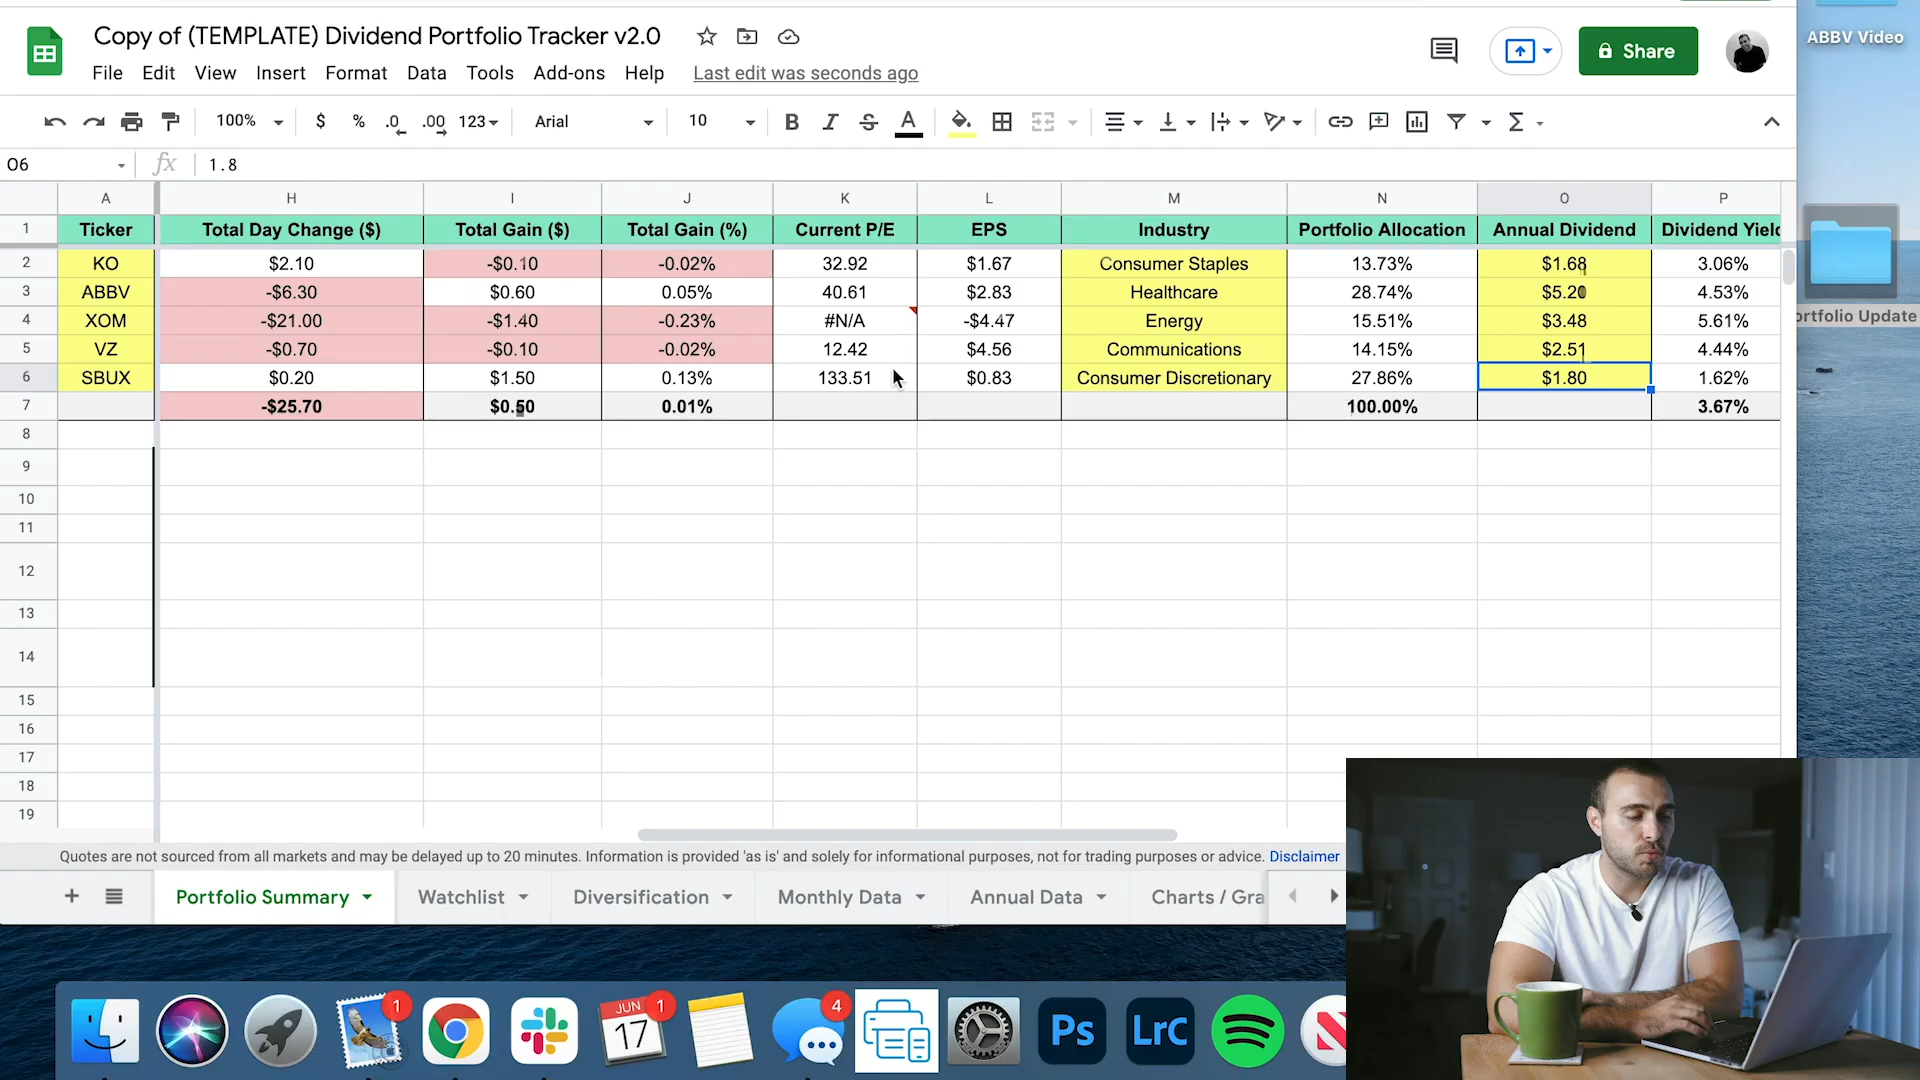 Copy of (TEMPLATE) Dividend Portfolio Tracker v2.0
ABBV Video
Share
File Edit View Insert Format Data Tools Add-ons Help Last edit was seconds ago
100% $ % .0 .00 123 Arial 10 B I S A
O6 fx 1.8
A H I J K L M N O P
1 Ticker Total Day Change ($) Total Gain ($) Total Gain (%) Current P/E EPS Industry Portfolio Allocation Annual Dividend Dividend Yield
2 KO $2.10 -$0.10 -0.02% 32.92 $1.67 Consumer Staples 13.73% $1.68 3.06%
3 ABBV -$6.30 $0.60 0.05% 40.61 $2.83 Healthcare 28.74% $5.20 4.53%
4 XOM -$21.00 -$1.40 -0.23% #N/A -$4.47 Energy 15.51% $3.48 5.61%
ortfolio Update
5 VZ -$0.70 -$0.10 -0.02% 12.42 $4.56 Communications 14.15% $2.51 4.44%
6 SBUX $0.20 $1.50 0.13% 133.51 $0.83 Consumer Discretionary 27.86% $1.80 1.62%
7 -$25.70 $0.50 0.01% 100.00% 3.67%
8
9
10
11
12
13
14
15
16
17
18
19
Quotes are not sourced from all markets and may be delayed up to 20 minutes. Information is provided 'as is' and solely for informational purposes, not for trading purposes or advice. Disclaimer
+ Portfolio Summary Watchlist Diversification Monthly Data Annual Data Charts / Gra
1 JUN 17 1 4 Ps LrC